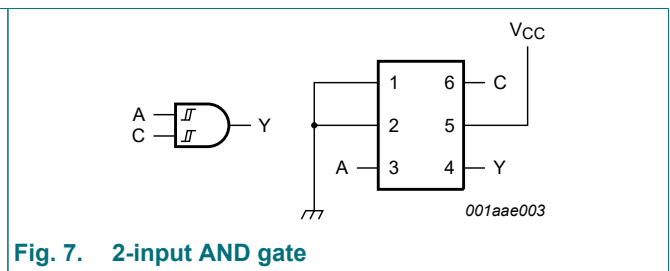 VCC
A
C
Y
1 6 C
2 5
A 3 4 Y
001aae003
Fig. 7. 2-input AND gate